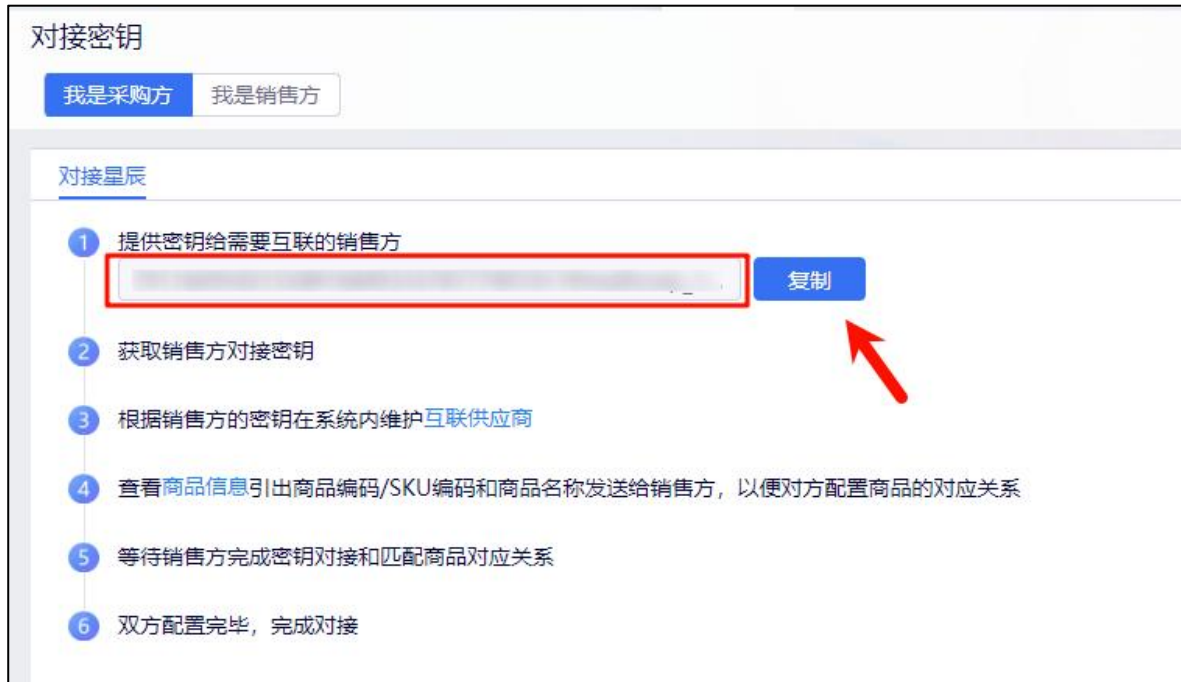 对接密钥
我是采购方 我是销售方
对接星辰
1 提供密钥给需要互联的销售方
复制
2 获取销售方对接密钥
3 根据销售方的密钥在系统内维护互联供应商
4 查看商品信息引出商品编码/SKU编码和商品名称发送给销售方，以便对方配置商品的对应关系
5 等待销售方完成密钥对接和匹配商品对应关系
6 双方配置完毕，完成对接